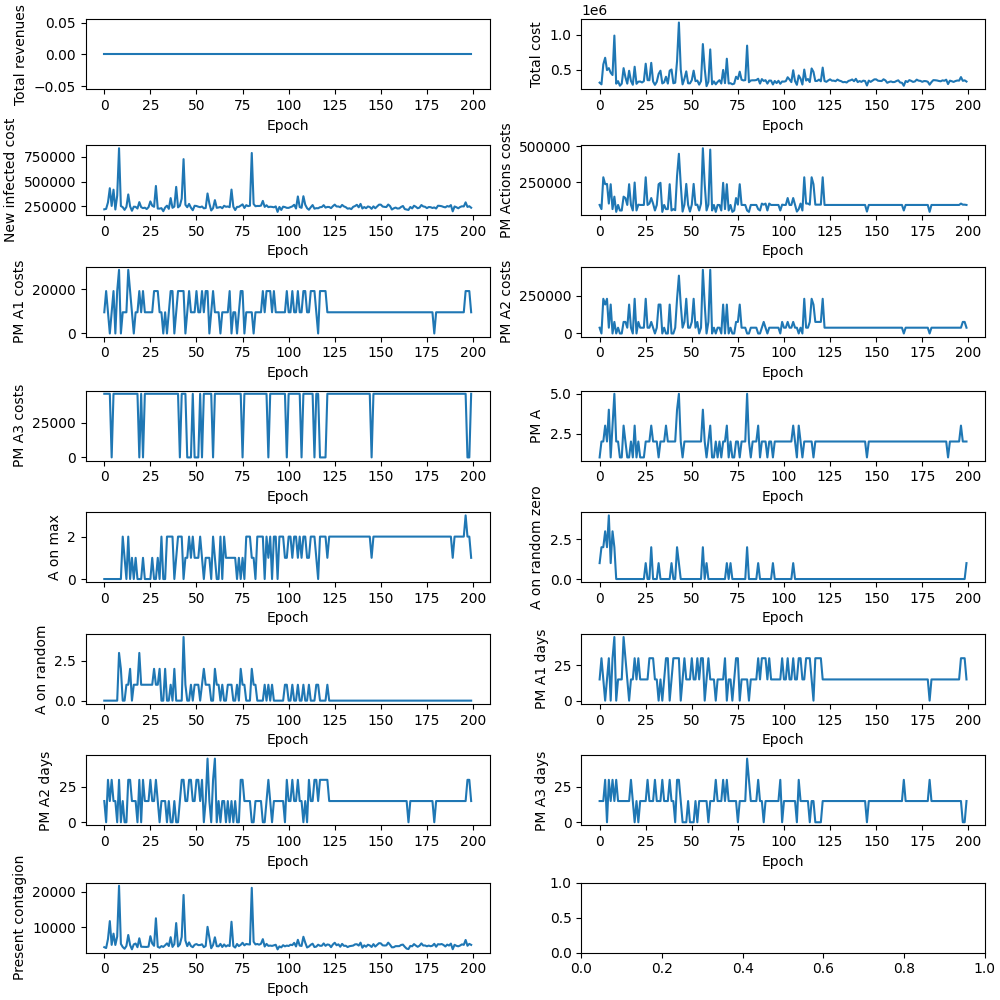 Total revenues
0.05
0.00
−0.05
0 25 50 75 100 125 150 175 200
Epoch
1e6
Total cost
1.0
0.5
0 25 50 75 100 125 150 175 200
Epoch
New infected cost
750000
500000
250000
0 25 50 75 100 125 150 175 200
Epoch
PM Actions costs
500000
250000
0 25 50 75 100 125 150 175 200
Epoch
PM A1 costs
20000
0
0 25 50 75 100 125 150 175 200
Epoch
PM A2 costs
250000
0
0 25 50 75 100 125 150 175 200
Epoch
PM A3 costs
25000
0
0 25 50 75 100 125 150 175 200
Epoch
PM A
5.0
2.5
0 25 50 75 100 125 150 175 200
Epoch
A on max
2
0
0 25 50 75 100 125 150 175 200
Epoch
A on random zero
2.5
0.0
0 25 50 75 100 125 150 175 200
Epoch
A on random
2.5
0.0
0 25 50 75 100 125 150 175 200
Epoch
PM A1 days
25
0
0 25 50 75 100 125 150 175 200
Epoch
PM A2 days
25
0
0 25 50 75 100 125 150 175 200
Epoch
PM A3 days
25
0
0 25 50 75 100 125 150 175 200
Epoch
Present contagion
20000
10000
0 25 50 75 100 125 150 175 200
Epoch
1.0
0.5
0.0
0.0 0.2 0.4 0.6 0.8 1.0